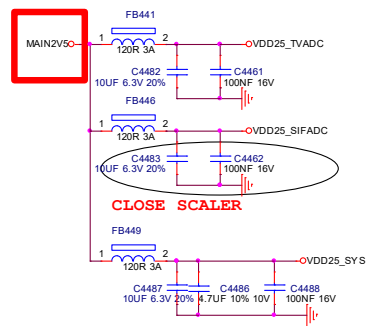 FB441
MAIN2V5
1 2
VDD25_TVADC
120R 3A
C4482 C4461
10UF 6.3V 20% 100NF 16V
FB446
1 2
VDD25_SIFADC
120R 3A
C4483 C4462
10UF 6.3V 20% 100NF 16V
CLOSE SCALER
FB449
1 2
VDD25_SYS
120R 3A
C4487 C4486 C4488
10UF 6.3V 20% 4.7UF 10% 10V 100NF 16V